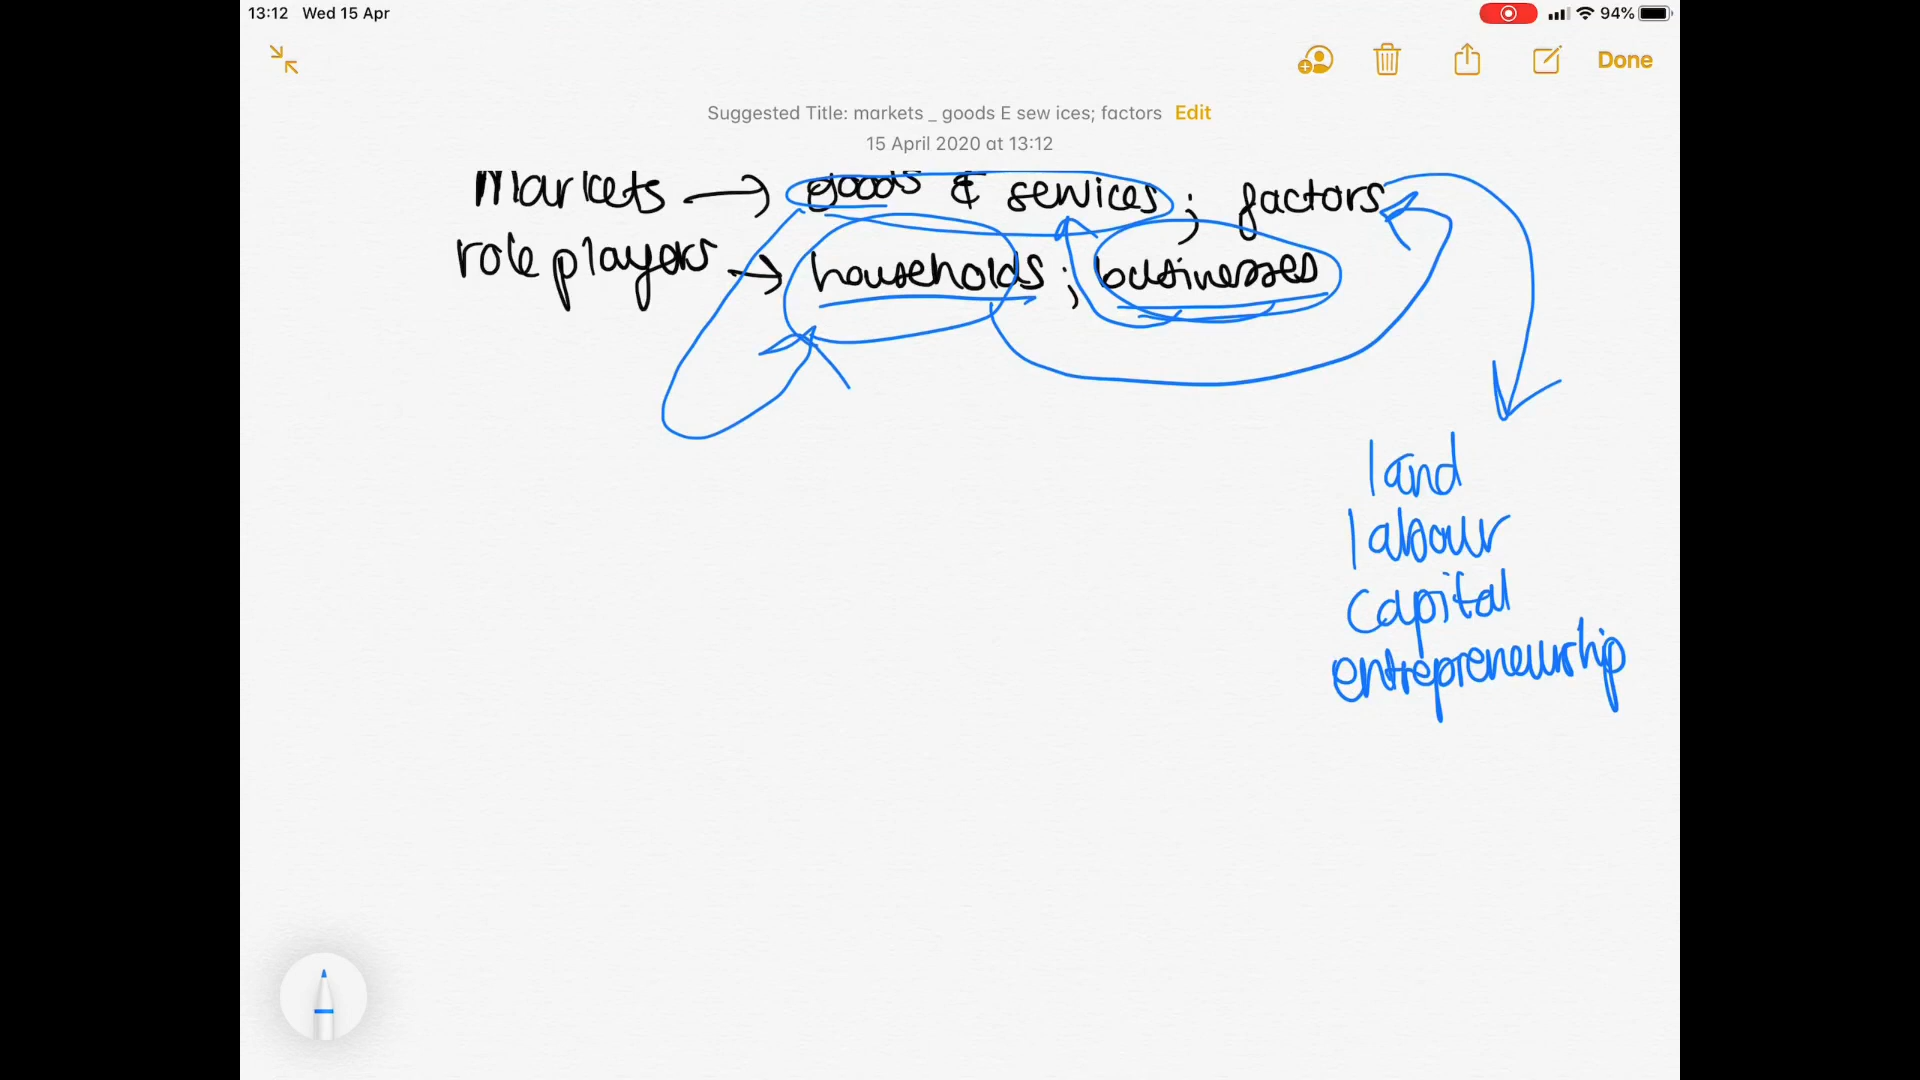 13:12 Wed 15 Apr 94%
Done
Suggested Title: markets _ goods E sew ices; factors Edit
15 April 2020 at 13:12
Markets → goods & services ; factors
role players → households ; businesses
land
labour
capital
entrepreneurship